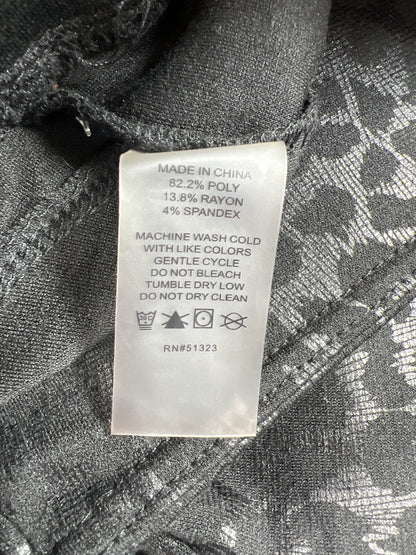 MADE IN CHINA
82.2% POLY
13.8% RAYON
4% SPANDEX
MACHINE WASH COLD
WITH LIKE COLORS
GENTLE CYCLE
DO NOT BLEACH
TUMBLE DRY LOW
DO NOT DRY CLEAN
30°C
RN#51323